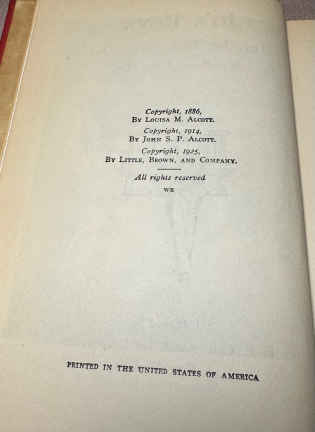 Copyright, 1886,
By Louisa M. Alcott.
Copyright, 1914,
By John S. P. Alcott.
Copyright, 1925,
By Little, Brown, and Company.
All rights reserved
WR
PRINTED IN THE UNITED STATES OF AMERICA